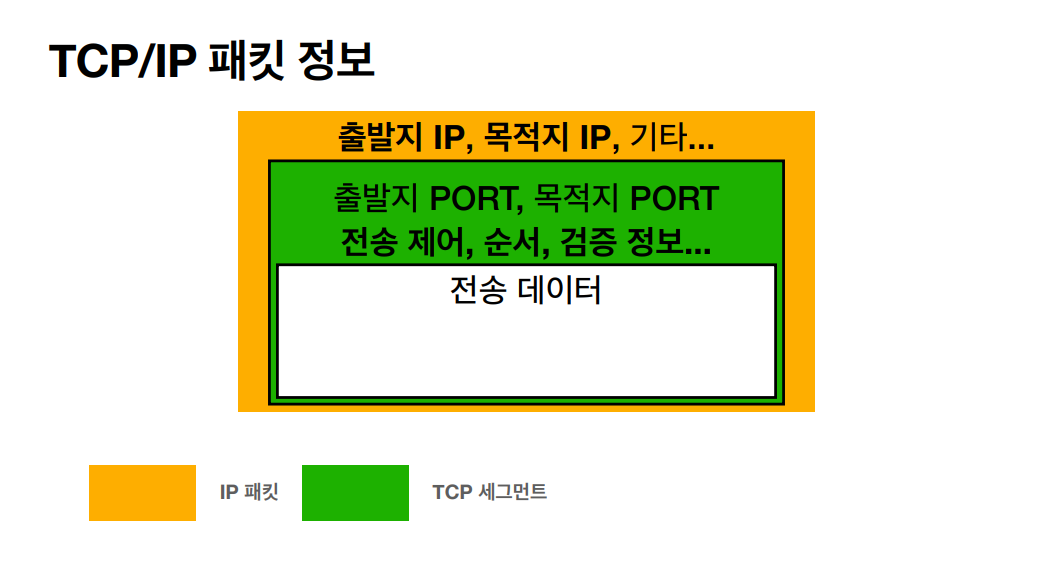 TCP/IP 패킷 정보
출발지 IP, 목적지 IP, 기타...
출발지 PORT, 목적지 PORT
전송 제어, 순서, 검증 정보...
전송 데이터
IP 패킷
TCP 세그먼트